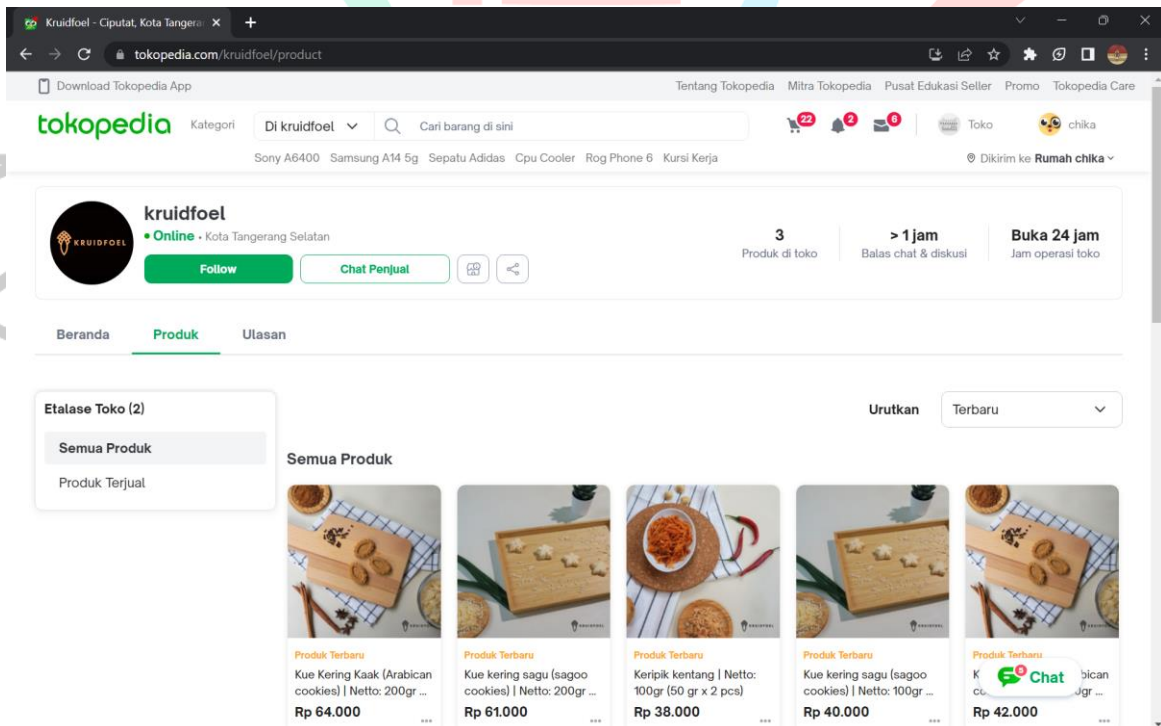 Kruidfoel - Ciputat, Kota Tangera
tokopedia.com/kruidfoel/product
Download Tokopedia App
Tentang Tokopedia Mitra Tokopedia Pusat Edukasi Seller Promo Tokopedia Care
tokopedia Kategori Di kruidfoel Cari barang di sini 22 2 6 Toko chika
Sony A6400 Samsung A14 5g Sepatu Adidas Cpu Cooler Rog Phone 6 Kursi Kerja Dikirim ke Rumah chika
KRUIDFOEL
kruidfoel
• Online • Kota Tangerang Selatan
Follow Chat Penjual
3 > 1 jam Buka 24 jam
Produk di toko Balas chat & diskusi Jam operasi toko
Beranda Produk Ulasan
Etalase Toko (2)
Semua Produk
Produk Terjual
Urutkan Terbaru
Semua Produk
Produk Terbaru
Kue Kering Kaak (Arabican
cookies) | Netto: 200gr ...
Rp 64.000
Produk Terbaru
Kue kering sagu (sagoo
cookies) | Netto: 200gr ...
Rp 61.000
Produk Terbaru
Keripik kentang | Netto:
100gr (50 gr x 2 pcs)
Rp 38.000
Produk Terbaru
Kue kering sagu (sagoo
cookies) | Netto: 100gr ...
Rp 40.000
Produk Terbaru
Rp 42.000
8
Chat